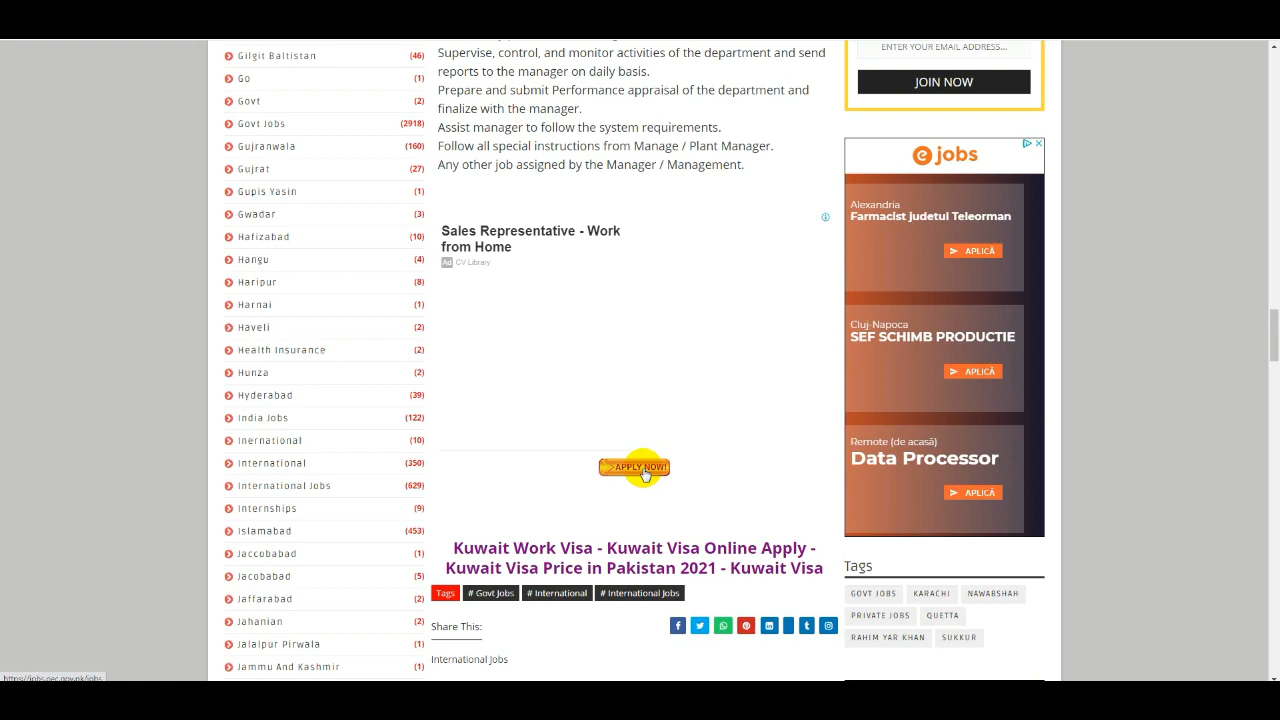 Gilgit Baltistan (46)
Go (1)
Govt (2)
Govt Jobs (2918)
Gujranwala (160)
Gujrat (27)
Gupis Yasin (1)
Gwadar (3)
Hafizabad (10)
Hangu (4)
Haripur (8)
Harnai (1)
Haveli (2)
Health Insurance (2)
Hunza (2)
Hyderabad (39)
India Jobs (122)
Inernational (10)
International (350)
International Jobs (629)
Internships (9)
Islamabad (453)
Jaccobabad (1)
Jacobabad (5)
Jaffarabad (2)
Jahanian (2)
Jalalpur Pirwala (1)
Jammu And Kashmir (1)
https://jobs.oec.gov.pk/jobs
Supervise, control, and monitor activities of the department and send
reports to the manager on daily basis.
Prepare and submit Performance appraisal of the department and
finalize with the manager.
Assist manager to follow the system requirements.
Follow all special instructions from Manage / Plant Manager.
Any other job assigned by the Manager / Management.
Sales Representative - Work
from Home
Ad CV Library
APPLY NOW!
Kuwait Work Visa - Kuwait Visa Online Apply -
Kuwait Visa Price in Pakistan 2021 - Kuwait Visa
Tags # Govt Jobs # International # International Jobs
Share This:
International Jobs
ENTER YOUR EMAIL ADDRESS...
JOIN NOW
e jobs
Alexandria
Farmacist judetul Teleorman
APLICĂ
Cluj-Napoca
SEF SCHIMB PRODUCTIE
APLICĂ
Remote (de acasă)
Data Processor
APLICĂ
Tags
GOVT JOBS KARACHI NAWABSHAH
PRIVATE JOBS QUETTA
RAHIM YAR KHAN SUKKUR